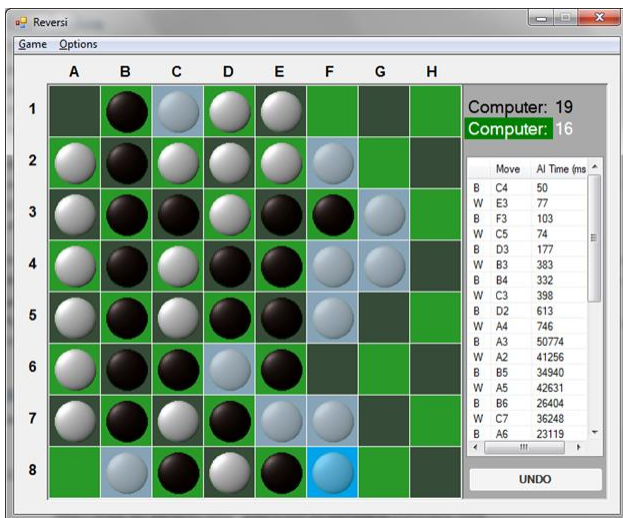 Reversi
Game Options
A B C D E F G H
1
2
3
4
5
6
7
8
Computer: 19
Computer: 16
Move AI Time (ms
B C4 50
W E3 77
B F3 103
W C5 74
B D3 177
W B3 383
B B4 332
W C3 398
B D2 613
W A4 746
B A3 50774
W A2 41256
B B5 34940
W A5 42631
B B6 26404
W C7 36248
B A6 23119
UNDO